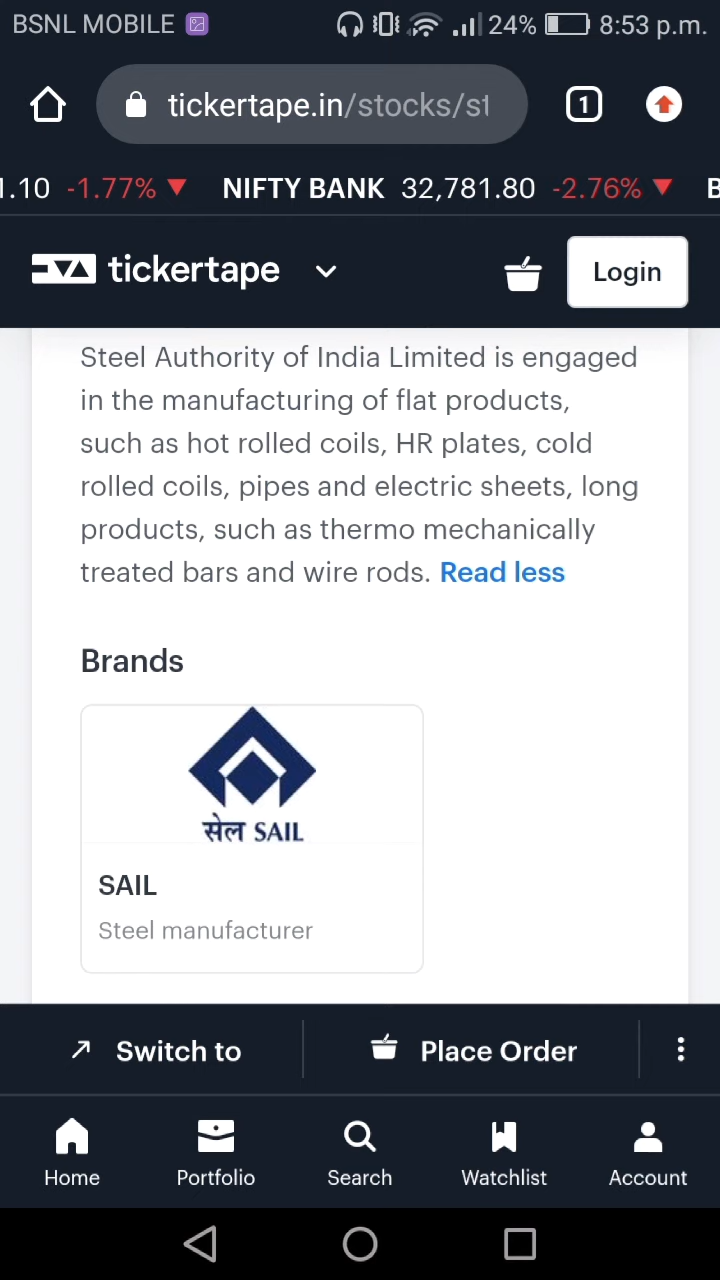 BSNL MOBILE 24% 8:53 p.m.
tickertape.in/stocks/st 1
1.10 -1.77% ▼ NIFTY BANK 32,781.80 -2.76% ▼ B
tickertape Login
Steel Authority of India Limited is engaged
in the manufacturing of flat products,
such as hot rolled coils, HR plates, cold
rolled coils, pipes and electric sheets, long
products, such as thermo mechanically
treated bars and wire rods. Read less
Brands
सेल SAIL
SAIL
Steel manufacturer
Switch to Place Order
Home Portfolio Search Watchlist Account